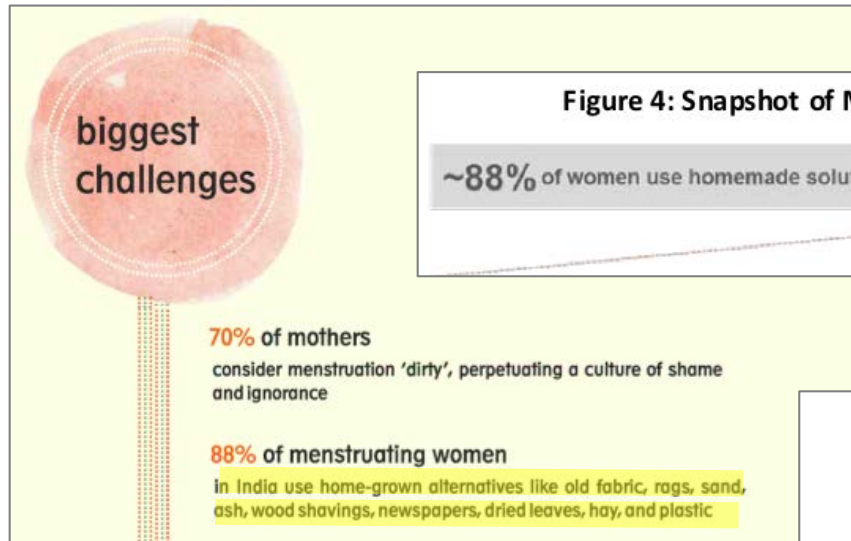 biggest
challenges
Figure 4: Snapshot of
~88% of women use homemade
70% of mothers
consider menstruation ‘dirty’, perpetuating a culture of shame
and ignorance
88% of menstruating women
in India use home-grown alternatives like old fabric, rags, sand,
ash, wood shavings, newspapers, dried leaves, hay, and plastic